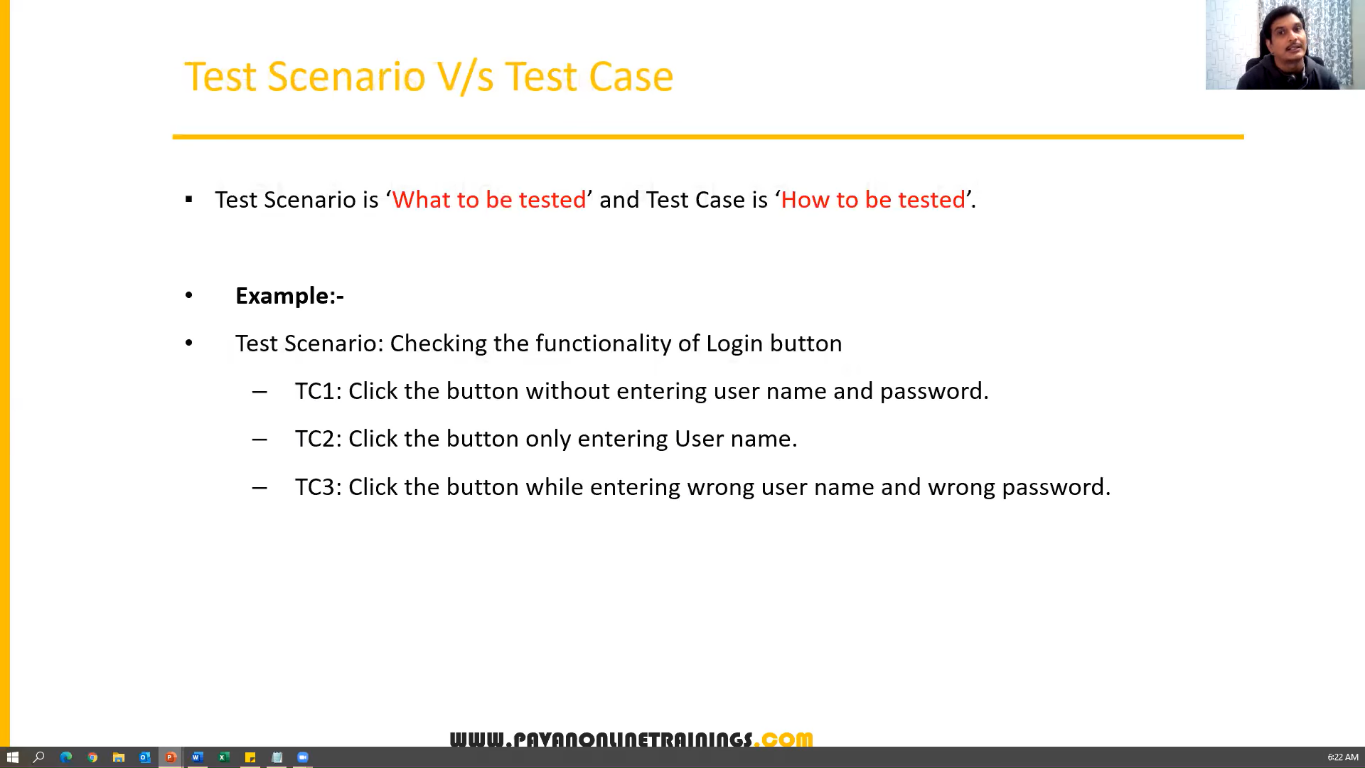 Test Scenario V/s Test Case
▪ Test Scenario is ‘What to be tested’ and Test Case is ‘How to be tested’.
• Example:-
• Test Scenario: Checking the functionality of Login button
– TC1: Click the button without entering user name and password.
– TC2: Click the button only entering User name.
– TC3: Click the button while entering wrong user name and wrong password.
WWW.PAVANONLINETRAININGS.COM
6:22 AM